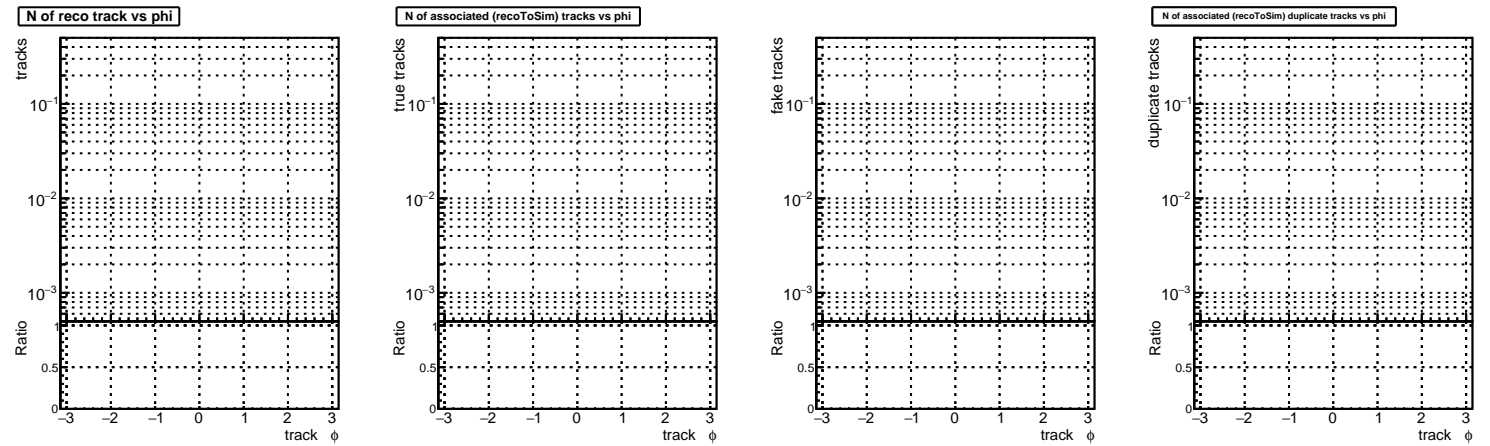 N of reco track vs phi
tracks
10⁻¹
10⁻²
10⁻³
Ratio
1
0.5
0
−3 −2 −1 0 1 2 3
track ϕ
N of associated (recoToSim) tracks vs phi
true tracks
10⁻¹
10⁻²
10⁻³
Ratio
1
0.5
0
−3 −2 −1 0 1 2 3
track ϕ
fake tracks
10⁻¹
10⁻²
10⁻³
Ratio
1
0.5
0
−3 −2 −1 0 1 2 3
track ϕ
N of associated (recoToSim) duplicate tracks vs phi
duplicate tracks
10⁻¹
10⁻²
10⁻³
Ratio
1
0.5
0
−3 −2 −1 0 1 2 3
track ϕ